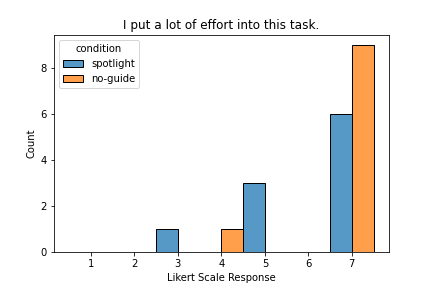 I put a lot of effort into this task.
condition
spotlight
no-guide
8
6
4
2
0
Count
1 2 3 4 5 6 7
Likert Scale Response